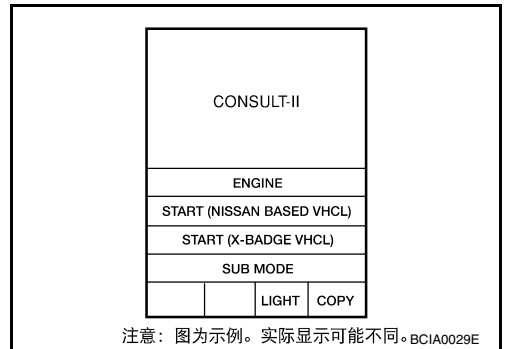 CONSULT-II
ENGINE
START (NISSAN BASED VHCL)
START (X-BADGE VHCL)
SUB MODE
LIGHT COPY
注意：图为示例。实际显示可能不同。BCIA0029E